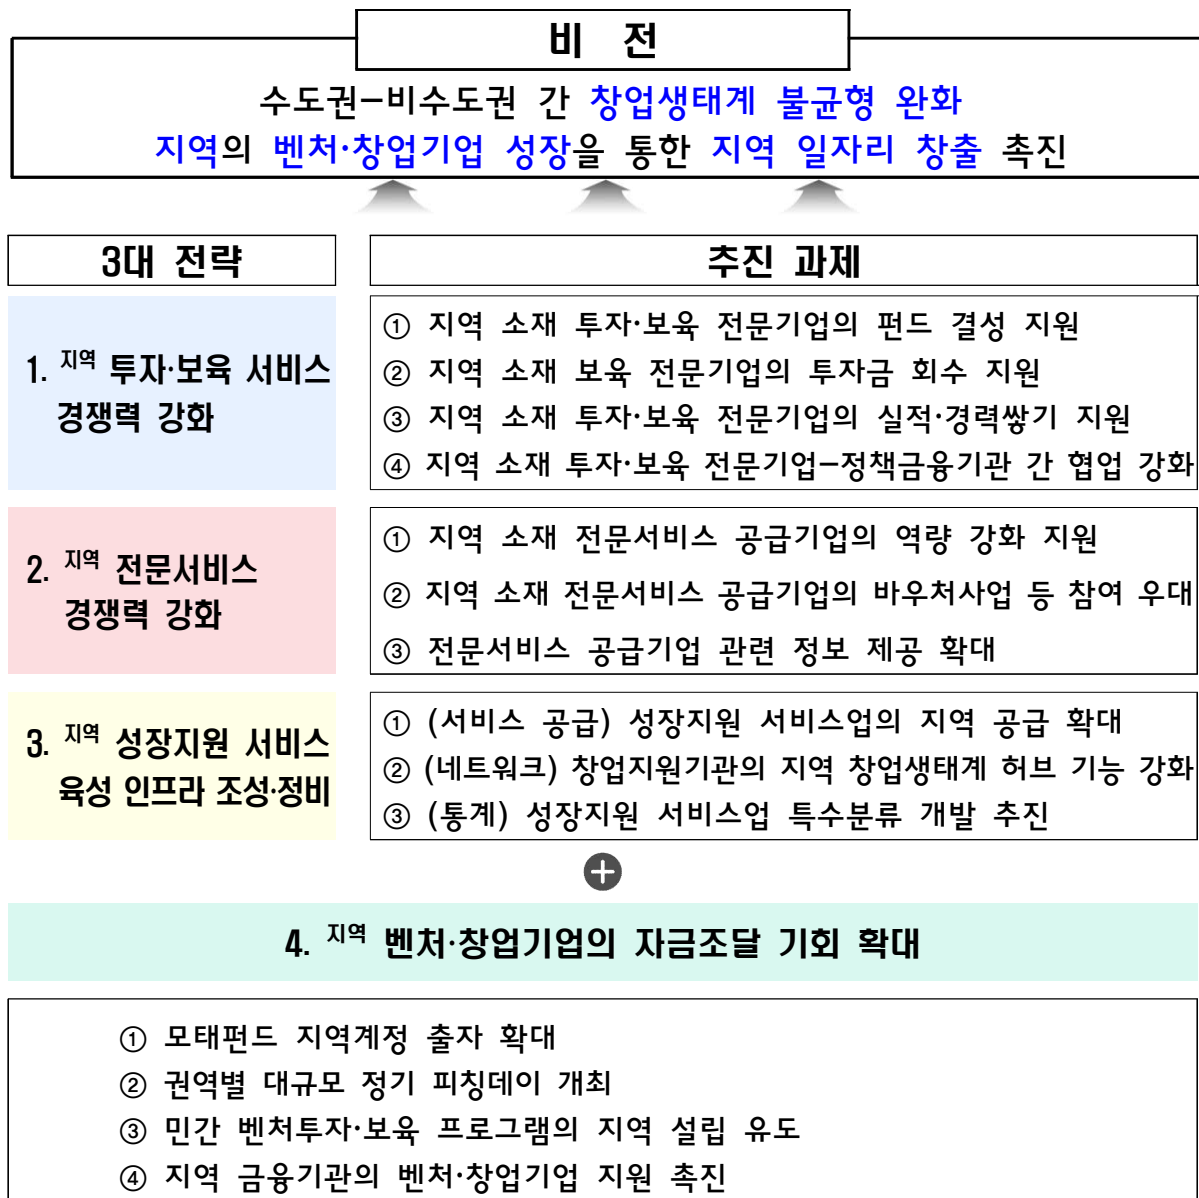 비 전
수도권-비수도권 간 창업생태계 불균형 완화
지역의 벤처·창업기업 성장을 통한 지역 일자리 창출 촉진
3대 전략
추진 과제
1. 지역 투자·보육 서비스
경쟁력 강화
① 지역 소재 투자·보육 전문기업의 펀드 결성 지원
② 지역 소재 보육 전문기업의 투자금 회수 지원
③ 지역 소재 투자·보육 전문기업의 실적·경력쌓기 지원
④ 지역 소재 투자·보육 전문기업-정책금융기관 간 협업 강화
2. 지역 전문서비스
경쟁력 강화
① 지역 소재 전문서비스 공급기업의 역량 강화 지원
② 지역 소재 전문서비스 공급기업의 바우처사업 등 참여 우대
③ 전문서비스 공급기업 관련 정보 제공 확대
3. 지역 성장지원 서비스
육성 인프라 조성·정비
① (서비스 공급) 성장지원 서비스업의 지역 공급 확대
② (네트워크) 창업지원기관의 지역 창업생태계 허브 기능 강화
③ (통계) 성장지원 서비스업 특수분류 개발 추진
4. 지역 벤처·창업기업의 자금조달 기회 확대
① 모태펀드 지역계정 출자 확대
② 권역별 대규모 정기 피칭데이 개최
③ 민간 벤처투자·보육 프로그램의 지역 설립 유도
④ 지역 금융기관의 벤처·창업기업 지원 촉진